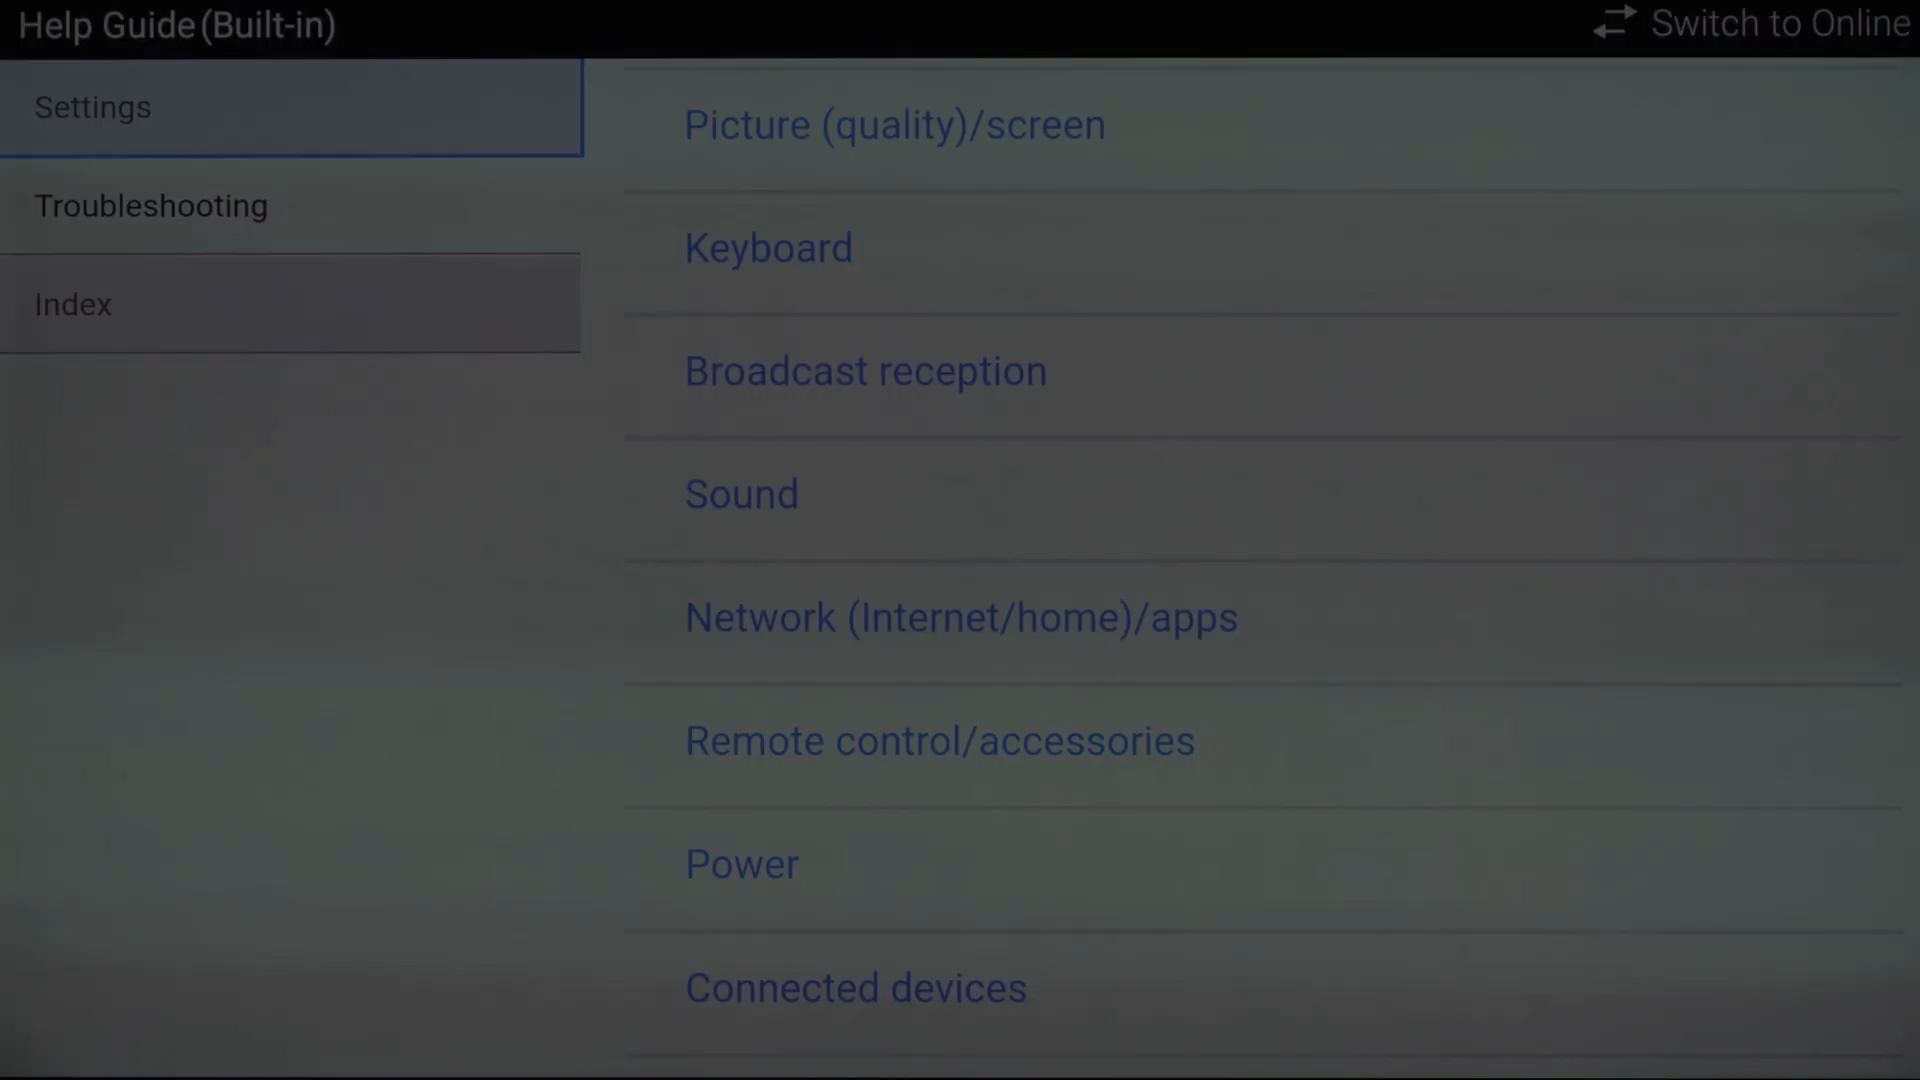 Help Guide(Built-in)
Switch to Online
Settings
Troubleshooting
Index
Picture (quality)/screen
Keyboard
Broadcast reception
Sound
Network (Internet/home)/apps
Remote control/accessories
Power
Connected devices